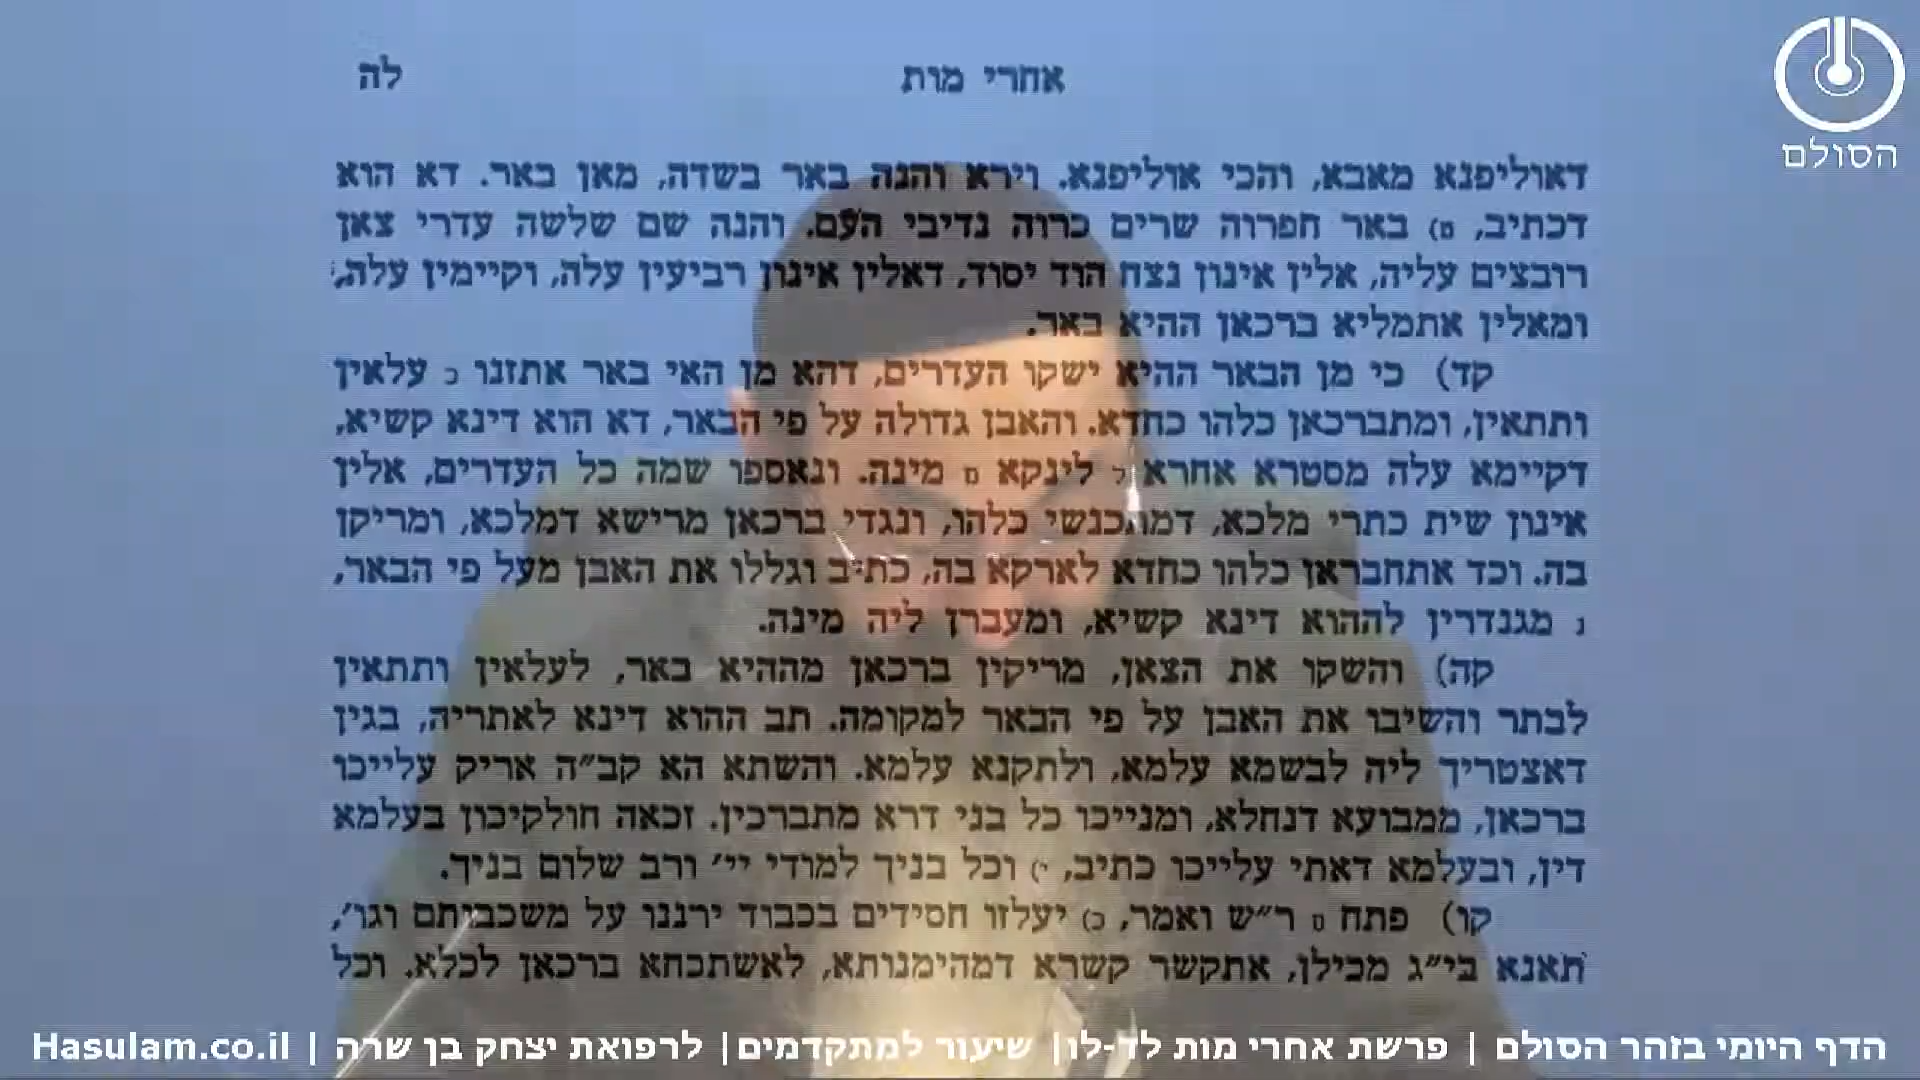 אחרי מות לה
הסולם
דאוליפנא מאבא, והכי אוליפנא. וירא והנה באר בשדה, מאן באר. דא הוא
דכתיב, ט) באר חפרוה שרים כרוה נדיבי העם. והנה שם שלשה עדרי צאן
רובצים עליה, אלין אינון נצח הוד יסוד, דאלין אינון רביעין עלה, וקיימין עלה,
ומאלין אתמליא ברכאן ההיא באר.
קד) כי מן הבאר ההיא ישקו העדרים, דהא מן האי באר אתזנו כ עלאין
ותתאין, ומתברכאן כלהו כחדא. והאבן גדולה על פי הבאר, דא הוא דינא קשיא,
דקיימא עלה מסטרא אחרא ל לינקא מ מינה. ונאספו שמה כל העדרים, אלין
אינון שית כתרי מלכא, דמתכנשי כלהו, ונגדי ברכאן מרישא דמלכא, ומריקן
בה. וכד אתחבראן כלהו כחדא לארקא בה, כתיב וגללו את האבן מעל פי הבאר,
נ מגנדרין לההוא דינא קשיא, ומעברן ליה מינה.
קה) והשקו את הצאן, מריקין ברכאן מההיא באר, לעלאין ותתאין
לבתר והשיבו את האבן על פי הבאר למקומה. תב ההוא דינא לאתריה, בגין
דאצטריך ליה לבשמא עלמא, ולתקנא עלמא. והשתא הא קב״ה אריק עלייכו
ברכאן, ממבועא דנחלא, ומנייכו כל בני דרא מתברכין. זכאה חולקיכון בעלמא
דין, ובעלמא דאתי עלייכו כתיב, י) וכל בניך למודי יי׳ ורב שלום בניך.
קו) פתח ס ר״ש ואמר, כ) יעלזו חסידים בכבוד ירננו על משכבותם וגו׳,
תאנא בי״ג מכילן, אתקשר קשרא דמהימנותא, לאשתכחא ברכאן לכלא. וכל
הדף היומי בזהר הסולם | פרשת אחרי מות לד-לו | שיעור למתקדמים | לרפואת יצחק בן שרה | Hasulam.co.il